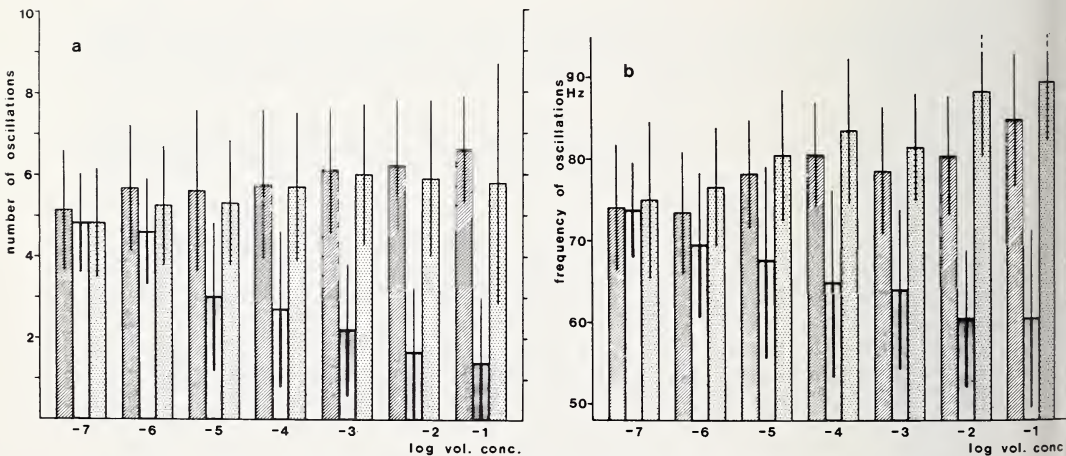 a
number of oscillations
10
8
6
4
2
-7 -6 -5 -4 -3 -2 -1
log vol. conc.
b
frequency of oscillations
90
Hz
80
70
60
50
-7 -6 -5 -4 -3 -2 -1
log vol. conc